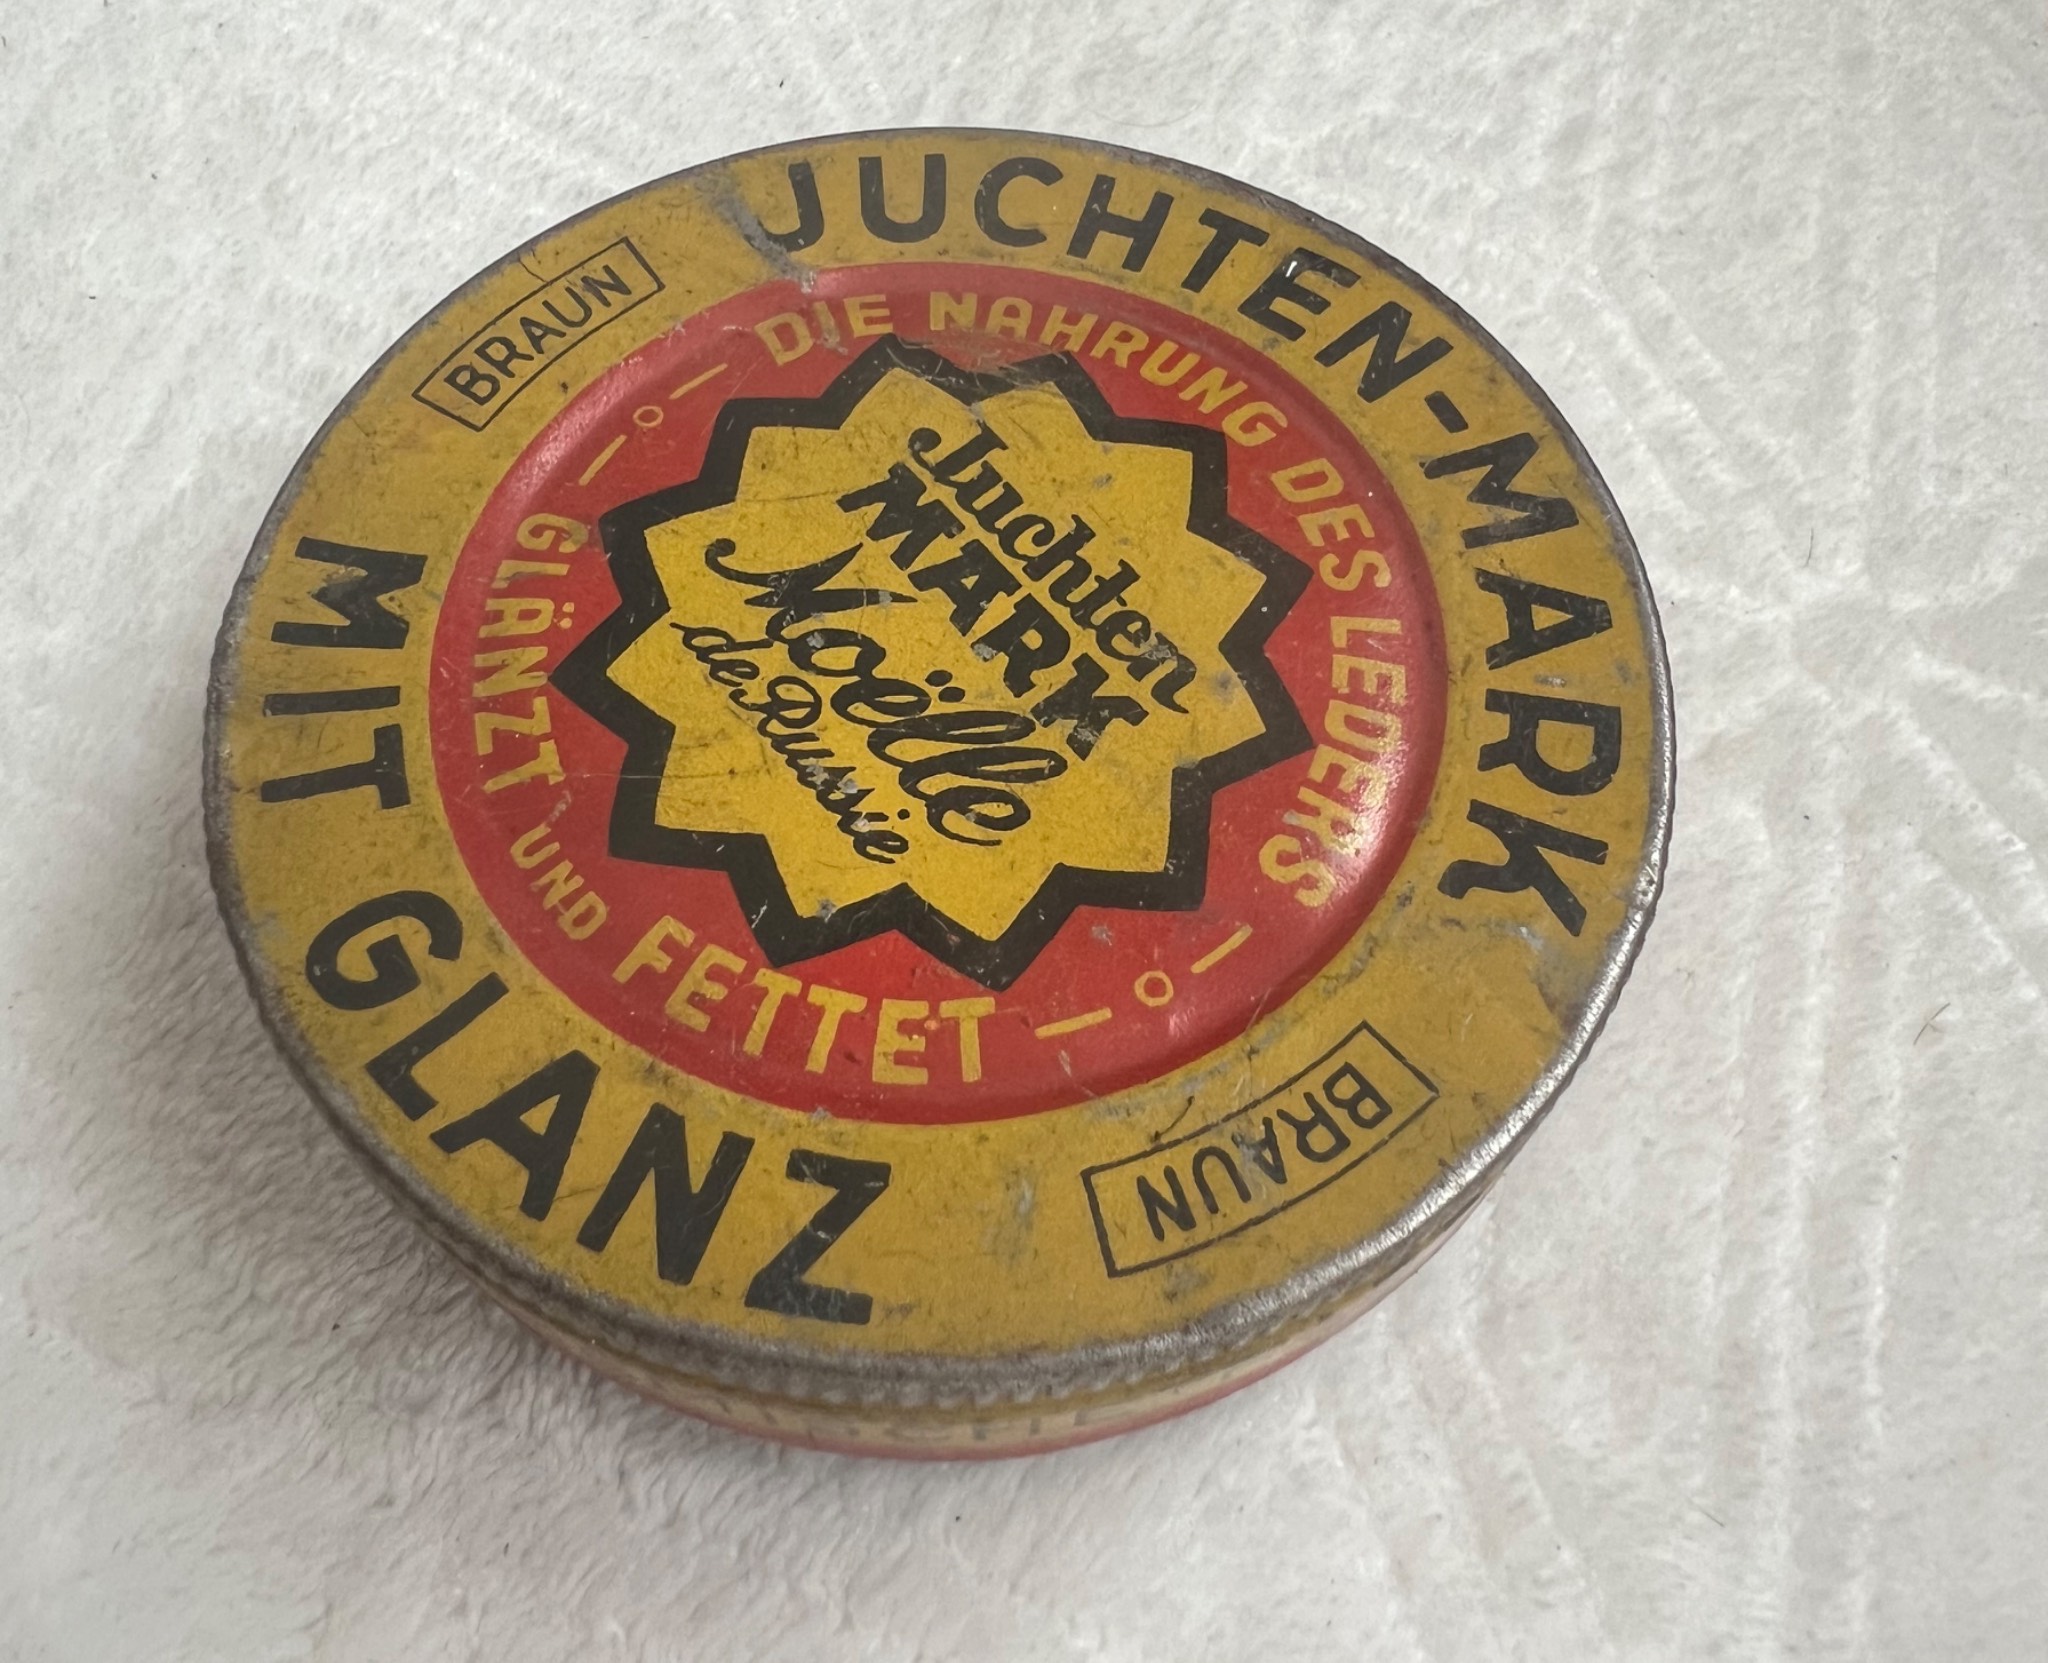 JUCHTEN-MARK
BRAUN
MIT GLANZ
BRAUN
DIE NAHRUNG DES LEDERS
GLÄNZT UND FETTET
Juchten
MARK
Moëlle
de Russie